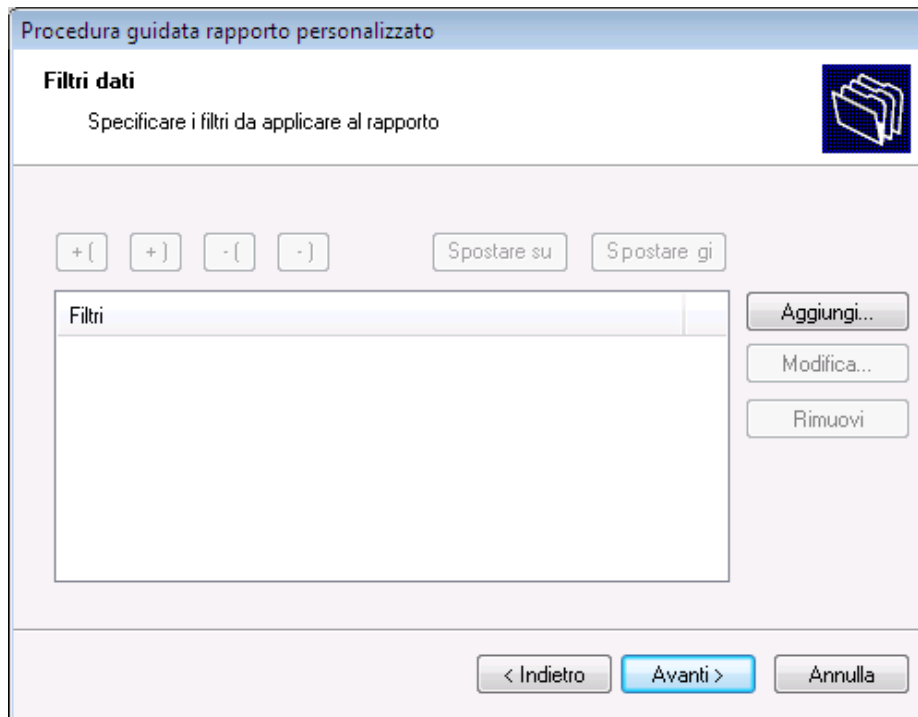 Procedura guidata rapporto personalizzato
Filtri dati
Specificare i filtri da applicare al rapporto
+ ( + ) - ( - ) Spostare su Spostare gi
Filtri
Aggiungi...
Modifica...
Rimuovi
< Indietro Avanti > Annulla